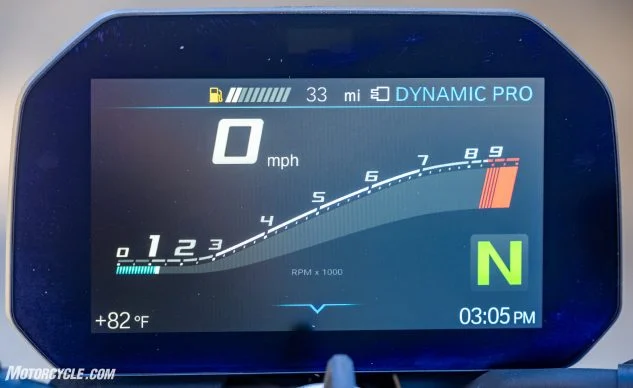 33 mi DYNAMIC PRO
0 mph
0 1 2 3 4 5 6 7 8 9
RPM x 1000
N
+82 °F
03:05 PM
MOTORCYCLE.COM